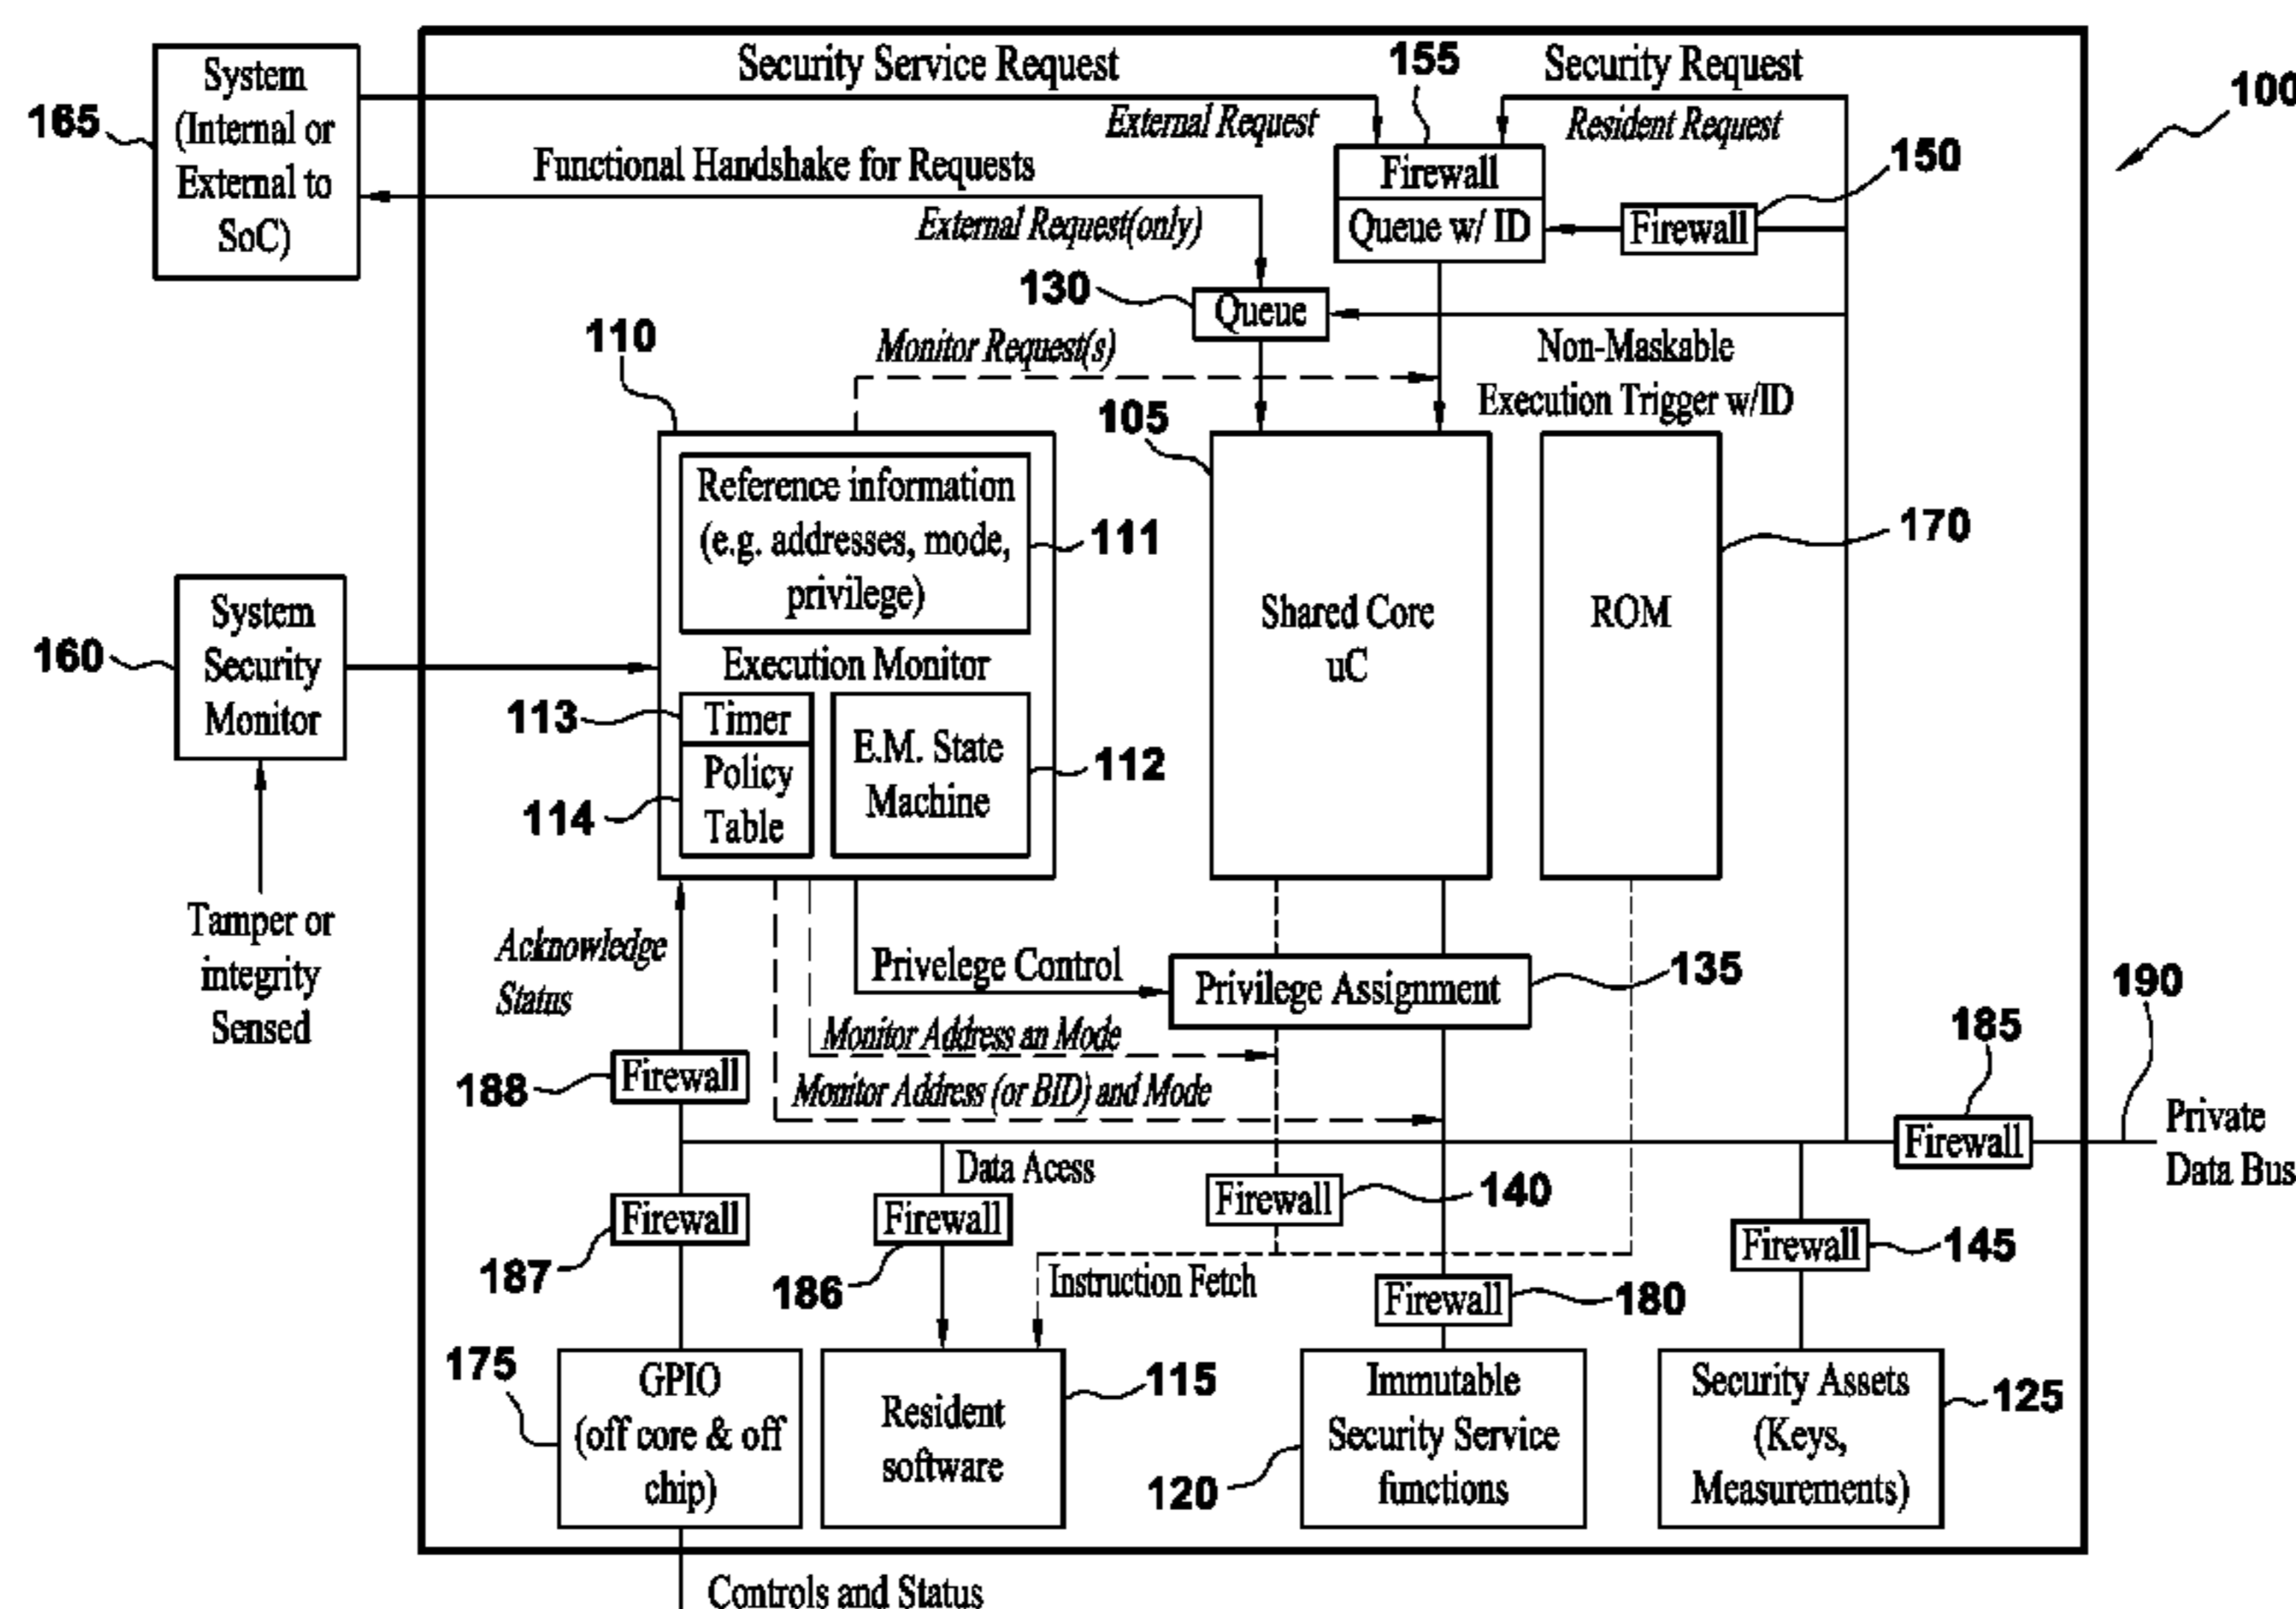 Security Service Request
155
Security Request
100
System
(Internal or
External to
SoC)
165
External Request
Resident Request
Functional Handshake for Requests
External Request(only)
Firewall
Queue w/ ID
Firewall
150
130
Queue
110
Monitor Request(s)
Non-Maskable
Execution Trigger w/ID
105
Reference information
(e.g. addresses, mode,
privilege)
111
170
Shared Core
uC
ROM
System
Security
Monitor
160
Execution Monitor
113
Timer
Policy
Table
114
E.M. State
Machine
112
Tamper or
integrity
Sensed
Acknowledge
Status
Privelege Control
Privilege Assignment
135
190
Monitor Address an Mode
Monitor Address (or BID) and Mode
188
Firewall
185
Firewall
Private
Data Bus
Data Acess
Firewall
187
Firewall
186
Firewall
140
Firewall
145
Instruction Fetch
Firewall
180
175
GPIO
(off core & off
chip)
Resident
software
115
Immutable
Security Service
functions
120
Security Assets
(Keys,
Measurements)
125
Controls and Status